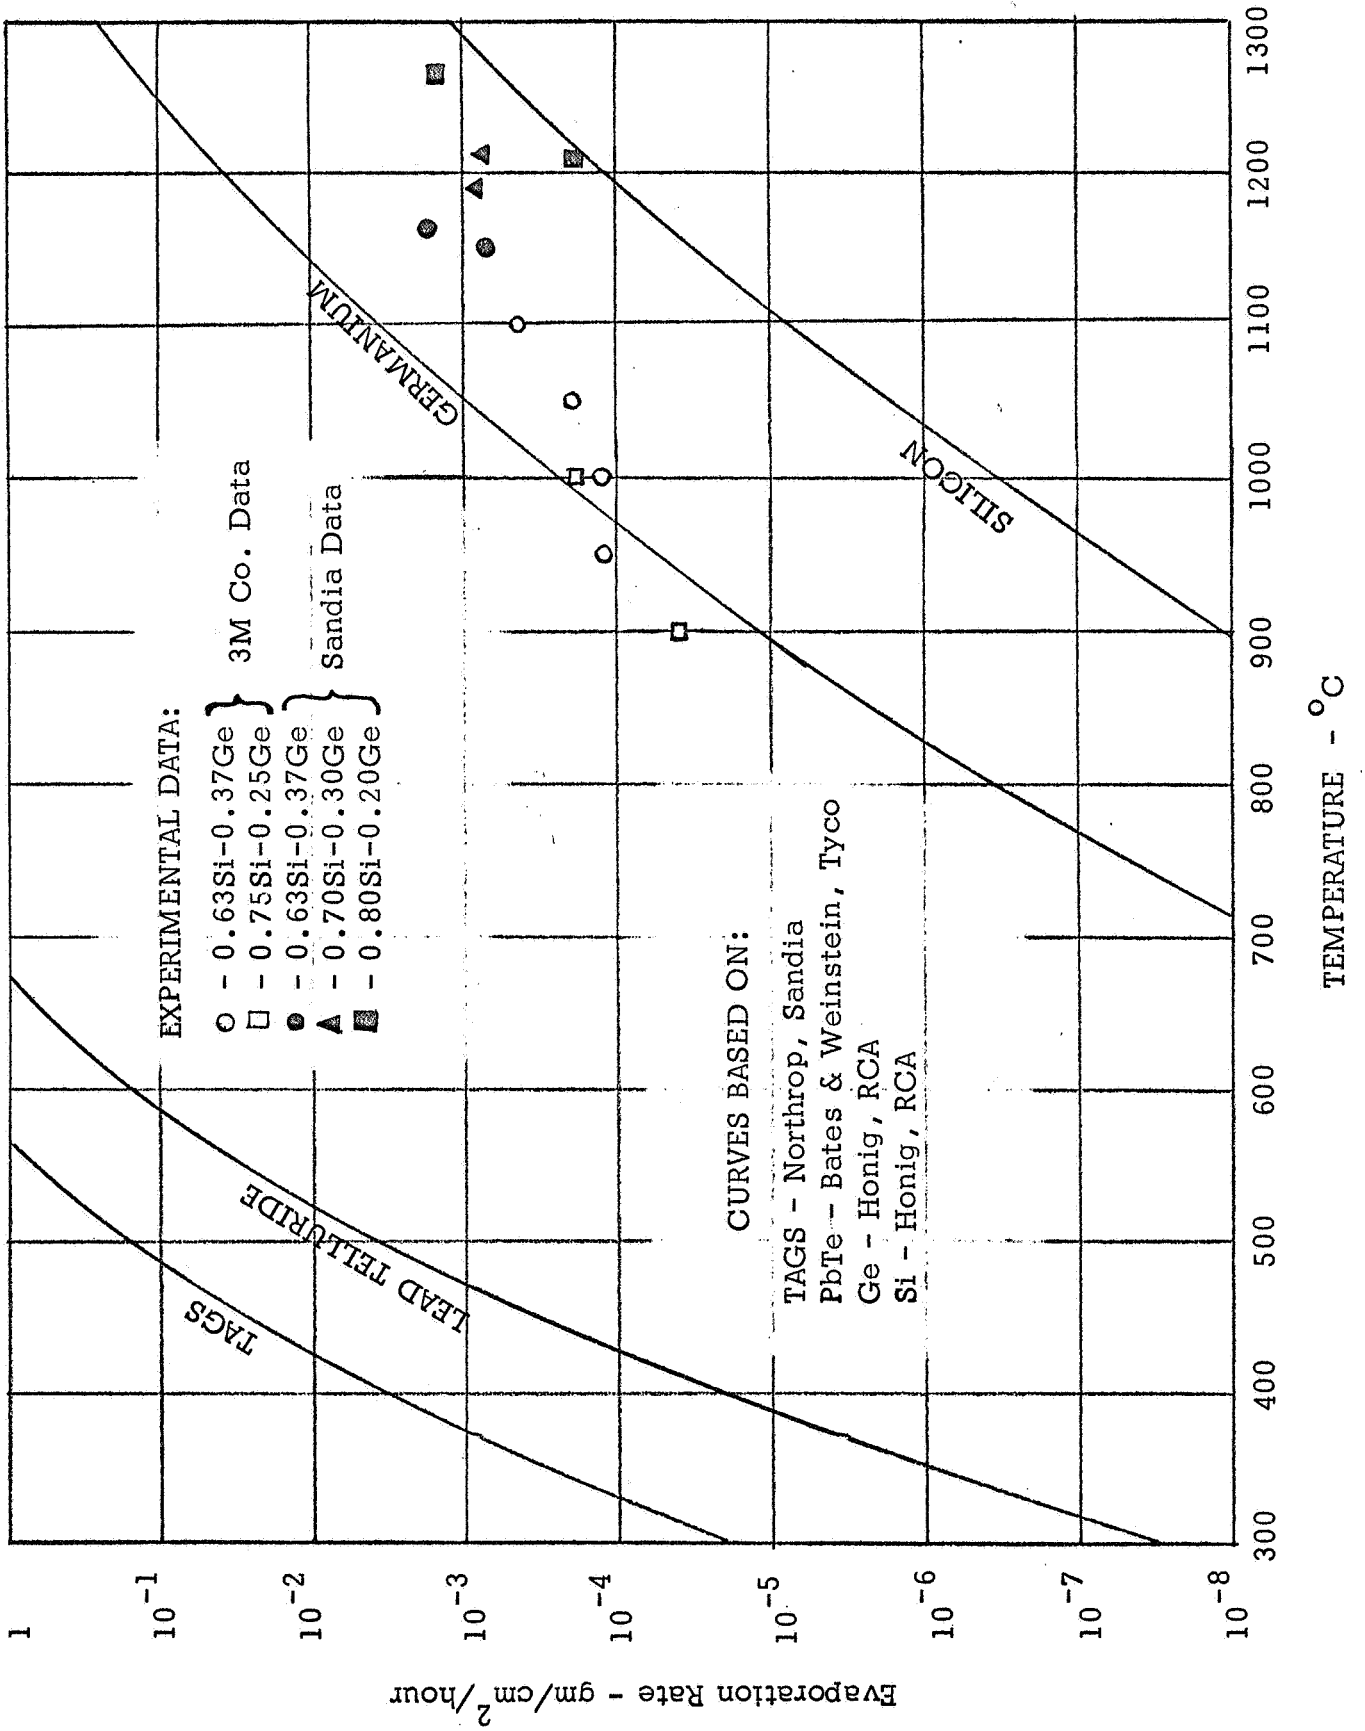 EXPERIMENTAL DATA:
○ - 0.63Si-0.37Ge
□ - 0.75Si-0.25Ge
3M Co. Data
● - 0.63Si-0.37Ge
▲ - 0.70Si-0.30Ge
■ - 0.80Si-0.20Ge
Sandia Data
TAGS
LEAD TELLURIDE
GERMANIUM
SILICON
CURVES BASED ON:
TAGS - Northrop, Sandia
PbTe - Bates & Weinstein, Tyco
Ge - Honig, RCA
Si - Honig, RCA
Evaporation Rate - gm/cm²/hour
1
10⁻¹
10⁻²
10⁻³
10⁻⁴
10⁻⁵
10⁻⁶
10⁻⁷
10⁻⁸
300 400 500 600 700 800 900 1000 1100 1200 1300
TEMPERATURE - °C